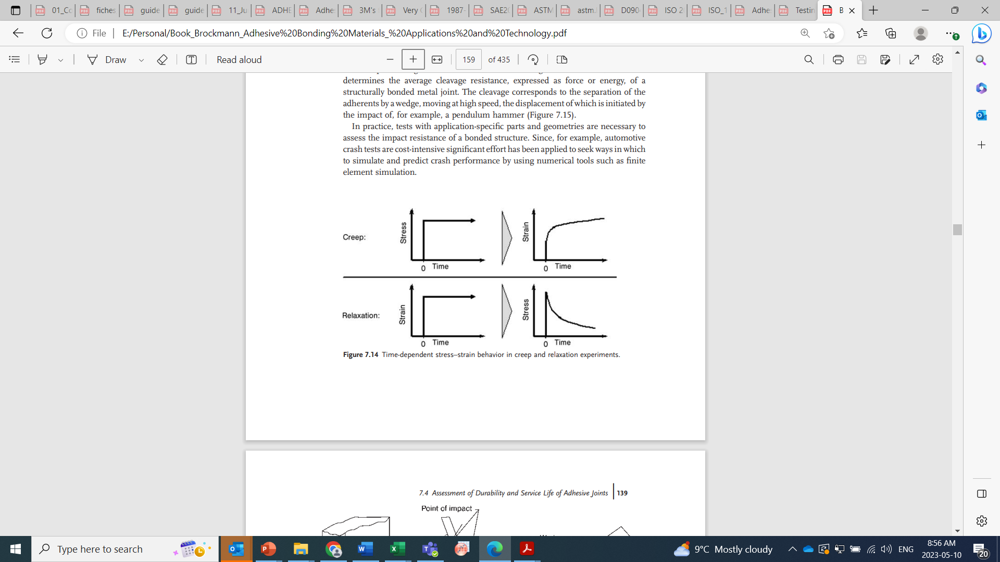 01_Cc
fiches
guide
guide
11_Ju
ADHE
Adhe
3M's
Very
1987-
SAE2
ASTM
astm.
D090
ISO 2
ISO_1
Adhe
Testin
B
File
E:/Personal/Book_Brockmann_Adhesive%20Bonding%20Materials_%20Applications%20and%20Technology.pdf
Draw
Read aloud
159 of 435
determines the average cleavage resistance, expressed as force or energy, of a
structurally bonded metal joint. The cleavage corresponds to the separation of the
adherents by a wedge, moving at high speed, the displacement of which is initiated by
the impact of, for example, a pendulum hammer (Figure 7.15).
In practice, tests with application-specific parts and geometries are necessary to
assess the impact resistance of a bonded structure. Since, for example, automotive
crash tests are cost-intensive significant effort has been applied to seek ways in which
to simulate and predict crash performance by using numerical tools such as finite
element simulation.
Creep:
Stress
0 Time
Strain
0 Time
Relaxation:
Strain
0 Time
Stress
0 Time
Figure 7.14 Time-dependent stress–strain behavior in creep and relaxation experiments.
7.4 Assessment of Durability and Service Life of Adhesive Joints 139
Point of impact
Type here to search
9°C Mostly cloudy
ENG
8:56 AM
2023-05-10
20